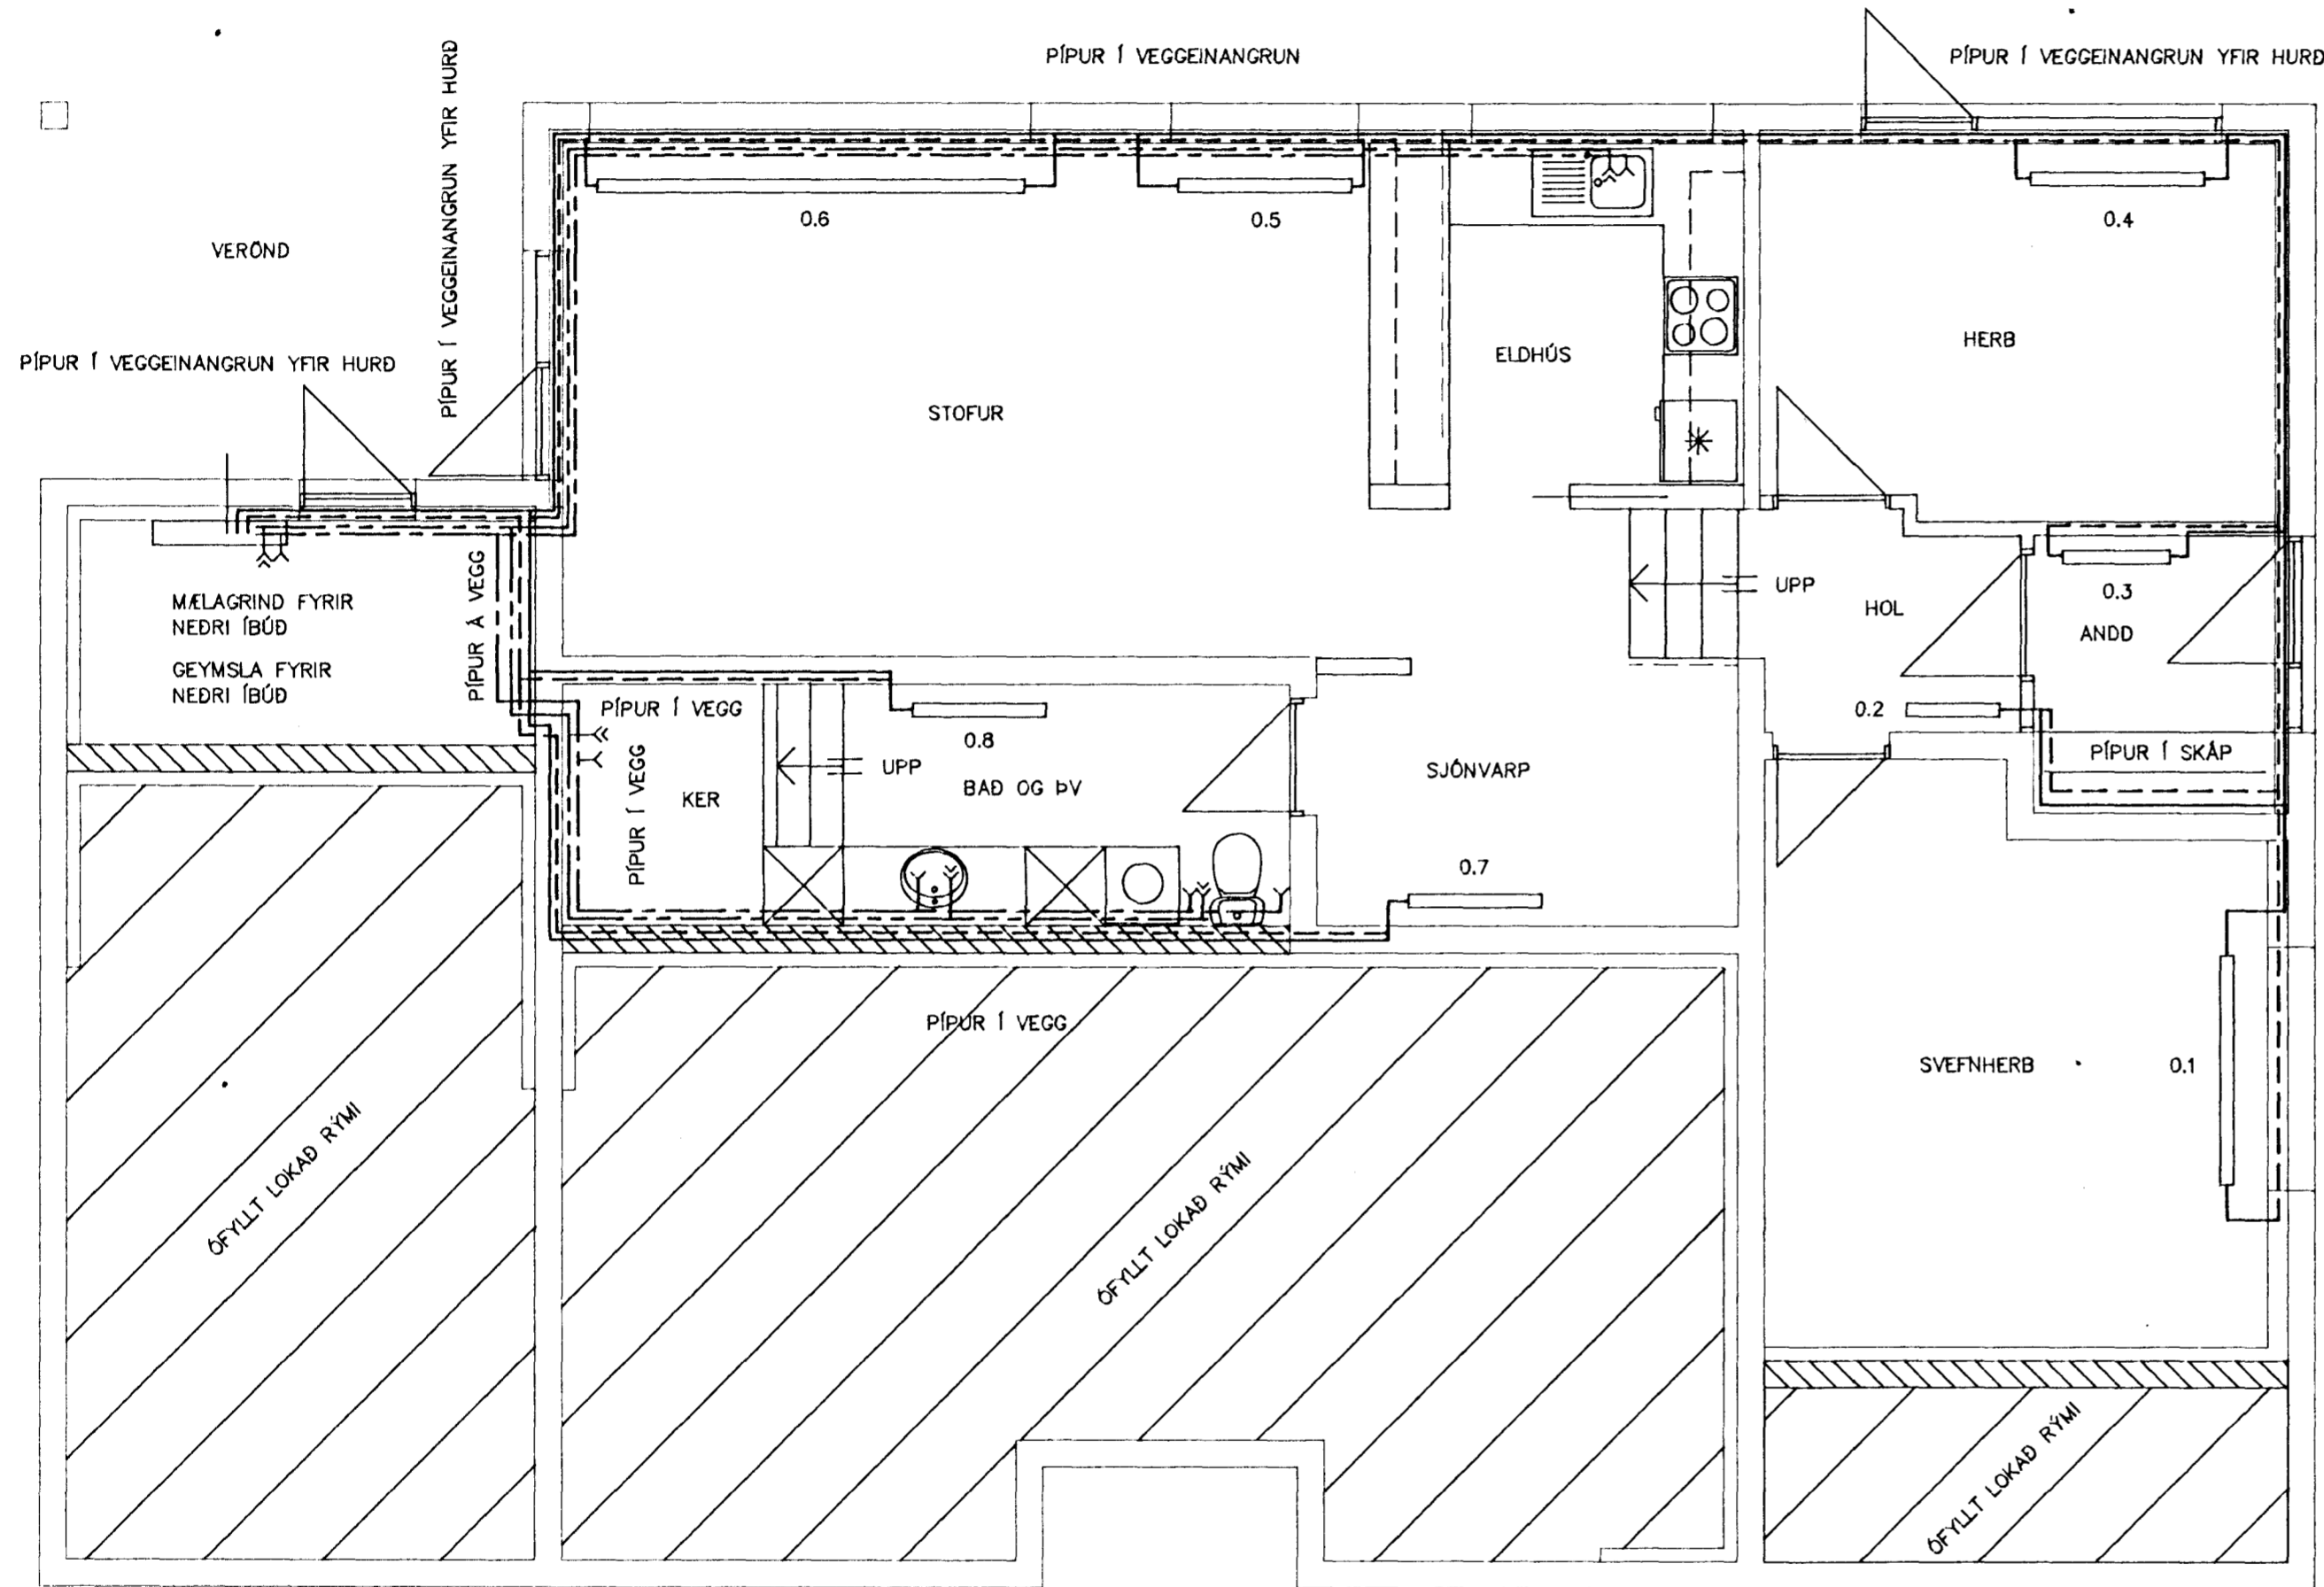 PÍPUR Í VEGGEINANGRUN
PÍPUR Í VEGGEINANGRUN YFIR HURÐ
PÍPUR Í VEGGEINANGRUN YFIR HURÐ
VERÖND
PÍPUR Í VEGGEINANGRUN YFIR HURÐ
0.6
0.5
0.4
STOFUR
ELDHÚS
HERB
MÆLAGRIND FYRIR
NEÐRI ÍBÚÐ
GEYMSLA FYRIR
NEÐRI ÍBÚÐ
PÍPUR Á VEGG
UPP
HOL
0.3
ANDD
0.2
PÍPUR Í SKÁP
PÍPUR Í VEGG
PÍPUR Í VEGG
KER
UPP
0.8
BAÐ OG ÞV
SJÓNVARP
0.7
PÍPUR Í VEGG
SVEFNHERB
0.1
ÓFYLLT LOKAÐ RÝMI
ÓFYLLT LOKAÐ RÝMI
ÓFYLLT LOKAÐ RÝMI